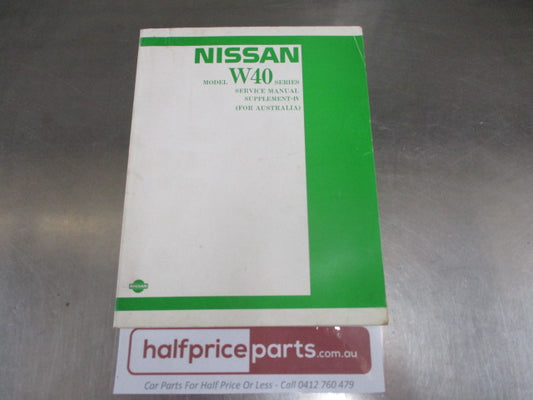 NISSAN
MODEL W40 SERIES
SERVICE MANUAL
SUPPLEMENT-IV
(FOR AUSTRALIA)
NISSAN
halfpriceparts.com.au
Car Parts For Half Price Or Less - Call 0412 760 479